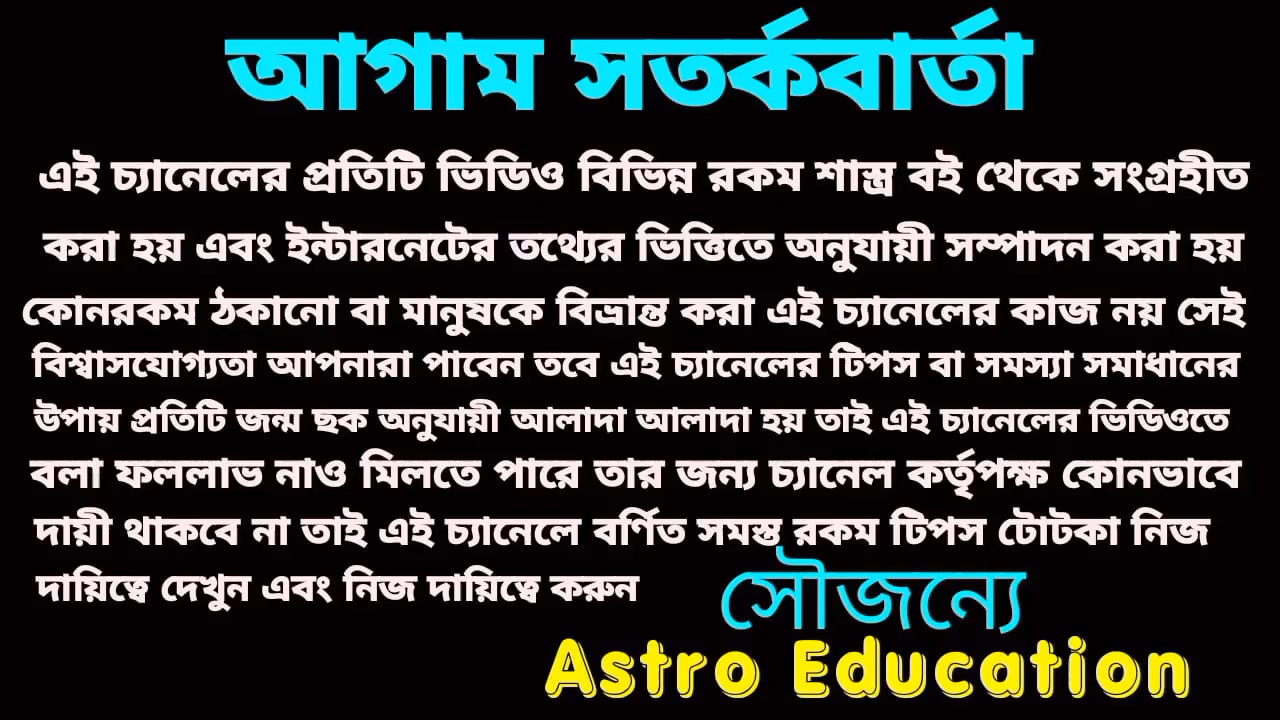 আগাম সতর্কবার্তা
এই চ্যানেলের প্রতিটি ভিডিও বিভিন্ন রকম শাস্ত্র বই থেকে সংগ্রহীত
করা হয় এবং ইন্টারনেটের তথ্যের ভিত্তিতে অনুযায়ী সম্পাদন করা হয়
কোনরকম ঠকানো বা মানুষকে বিভ্রান্ত করা এই চ্যানেলের কাজ নয় সেই
বিশ্বাসযোগ্যতা আপনারা পাবেন তবে এই চ্যানেলের টিপস বা সমস্যা সমাধানের
উপায় প্রতিটি জন্ম ছক অনুযায়ী আলাদা আলাদা হয় তাই এই চ্যানেলের ভিডিওতে
বলা ফললাভ নাও মিলতে পারে তার জন্য চ্যানেল কর্তৃপক্ষ কোনভাবে
দায়ী থাকবে না তাই এই চ্যানেলে বর্ণিত সমস্ত রকম টিপস টোটকা নিজ
দায়িত্বে দেখুন এবং নিজ দায়িত্বে করুন
সৌজন্যে
Astro Education